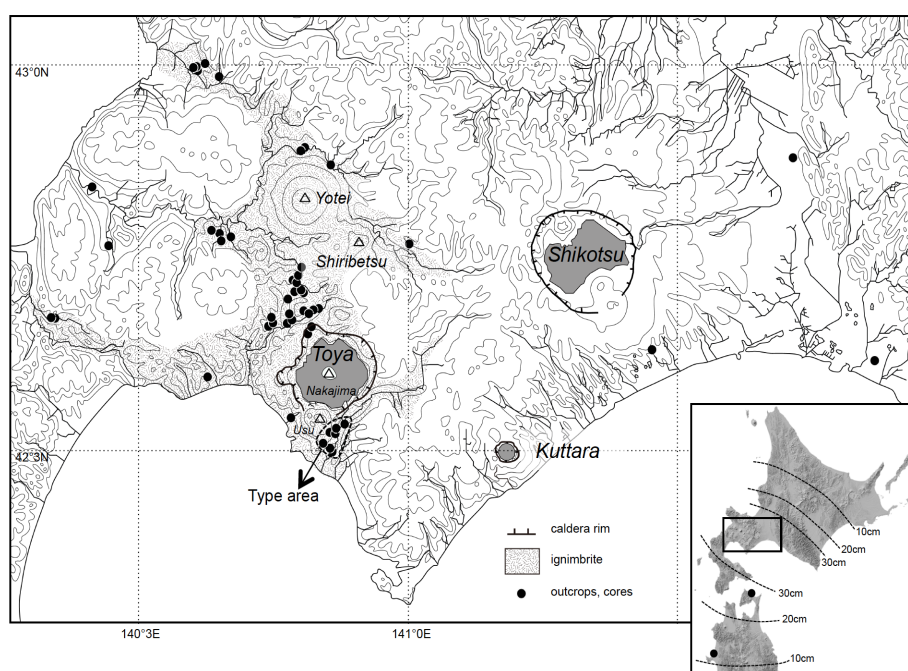 43°0N
Yotei
Shiribetsu
Shikotsu
Toya
Nakajima
Usu
42°3N
Kuttara
Type area
caldera rim
ignimbrite
outcrops, cores
10cm
20cm
30cm
30cm
20cm
10cm
140°3E
141°0E